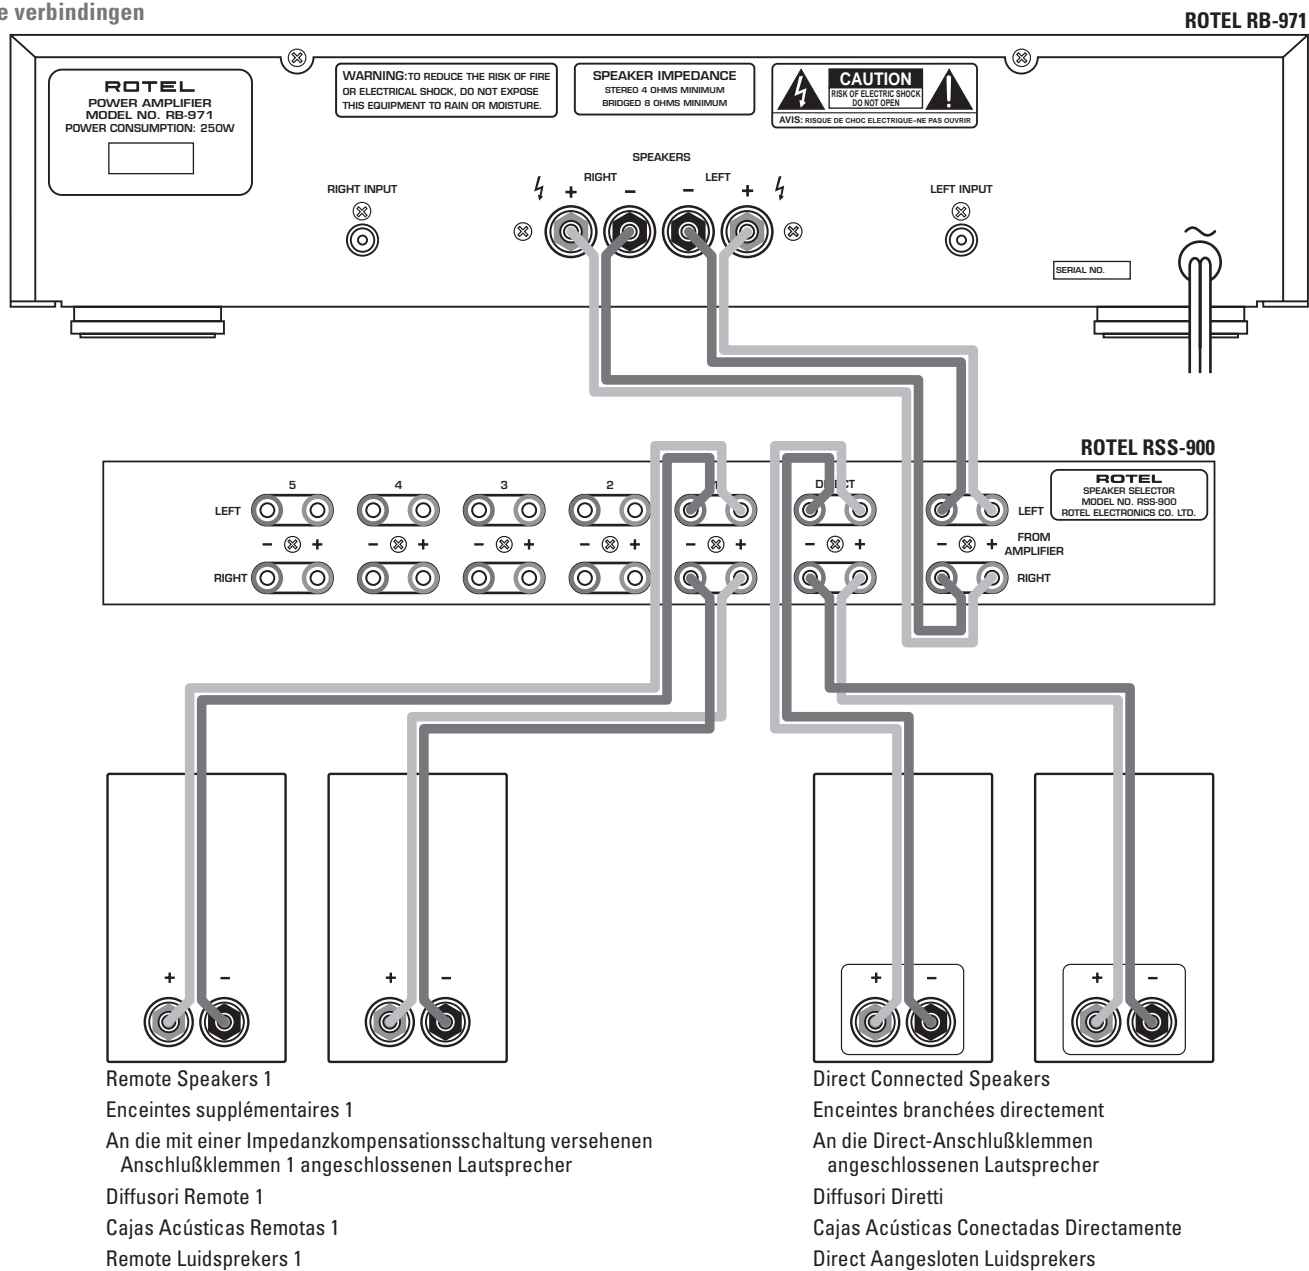 e verbindingen
ROTEL RB-971
ROTEL
POWER AMPLIFIER
MODEL NO. RB-971
POWER CONSUMPTION: 250W
WARNING:TO REDUCE THE RISK OF FIRE
OR ELECTRICAL SHOCK, DO NOT EXPOSE
THIS EQUIPMENT TO RAIN OR MOISTURE.
SPEAKER IMPEDANCE
STEREO 4 OHMS MINIMUM
BRIDGED 8 OHMS MINIMUM
CAUTION
RISK OF ELECTRIC SHOCK
DO NOT OPEN
AVIS: RISQUE DE CHOC ELECTRIQUE–NE PAS OUVRIR
SPEAKERS
RIGHT LEFT
+ – – +
RIGHT INPUT
LEFT INPUT
SERIAL NO.
ROTEL RSS-900
ROTEL
SPEAKER SELECTOR
MODEL NO. RSS-900
ROTEL ELECTRONICS CO. LTD.
5 4 3 2 1 DIRECT
LEFT LEFT
– + – + – + – + – + – + – +
FROM
AMPLIFIER
RIGHT RIGHT
+ – + – + – + –
Remote Speakers 1
Enceintes supplémentaires 1
An die mit einer Impedanzkompensationsschaltung versehenen
Anschlußklemmen 1 angeschlossenen Lautsprecher
Diffusori Remote 1
Cajas Acústicas Remotas 1
Remote Luidsprekers 1
Direct Connected Speakers
Enceintes branchées directement
An die Direct-Anschlußklemmen
angeschlossenen Lautsprecher
Diffusori Diretti
Cajas Acústicas Conectadas Directamente
Direct Aangesloten Luidsprekers